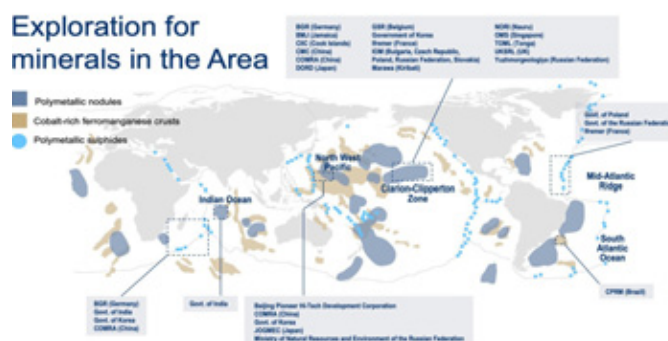 Exploration for
minerals in the Area
Polymetallic nodules
Cobalt-rich ferromanganese crusts
Polymetallic sulphides
BGR (Germany)
BMJ (Jamaica)
CIIC (Cook Islands)
CMC (China)
COMRA (China)
DORD (Japan)
GSR (Belgium)
Government of Korea
Ifremer (France)
IOM (Bulgaria, Czech Republic,
Poland, Russian Federation, Slovakia)
Marawa (Kiribati)
NORI (Nauru)
OMS (Singapore)
TOML (Tonga)
UKSRL (UK)
Yuzhmorgeologiya (Russian Federation)
Govt. of Poland
Govt. of the Russian Federation
Ifremer (France)
North West
Pacific
Clarion-Clipperton
Zone
Mid-Atlantic
Ridge
Indian Ocean
South
Atlantic
Ocean
BGR (Germany)
Govt. of India
Govt. of Korea
COMRA (China)
Govt. of India
Beijing Pioneer Hi-Tech Development Corporation
COMRA (China)
Govt. of Korea
JOGMEC (Japan)
Ministry of Natural Resources and Environment of the Russian Federation
CPRM (Brazil)